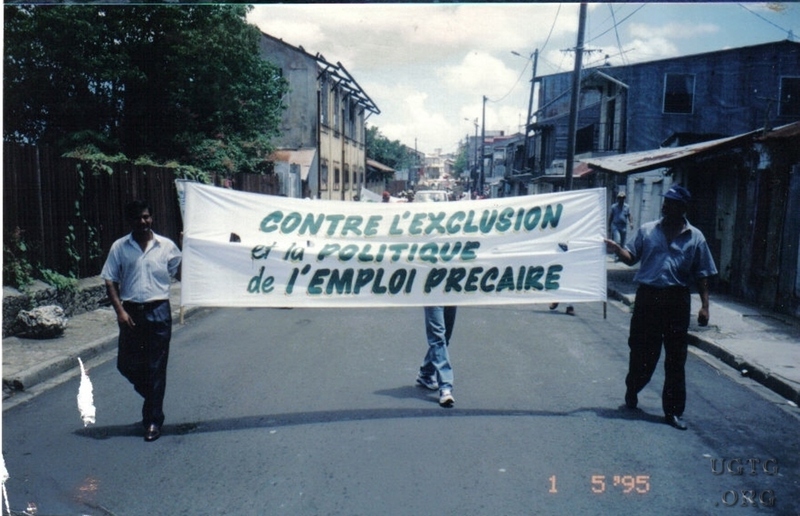 CONTRE L'EXCLUSION
et la POLITIQUE
de L'EMPLOI PRECAIRE
1 5 '95
UGTG
.ORG